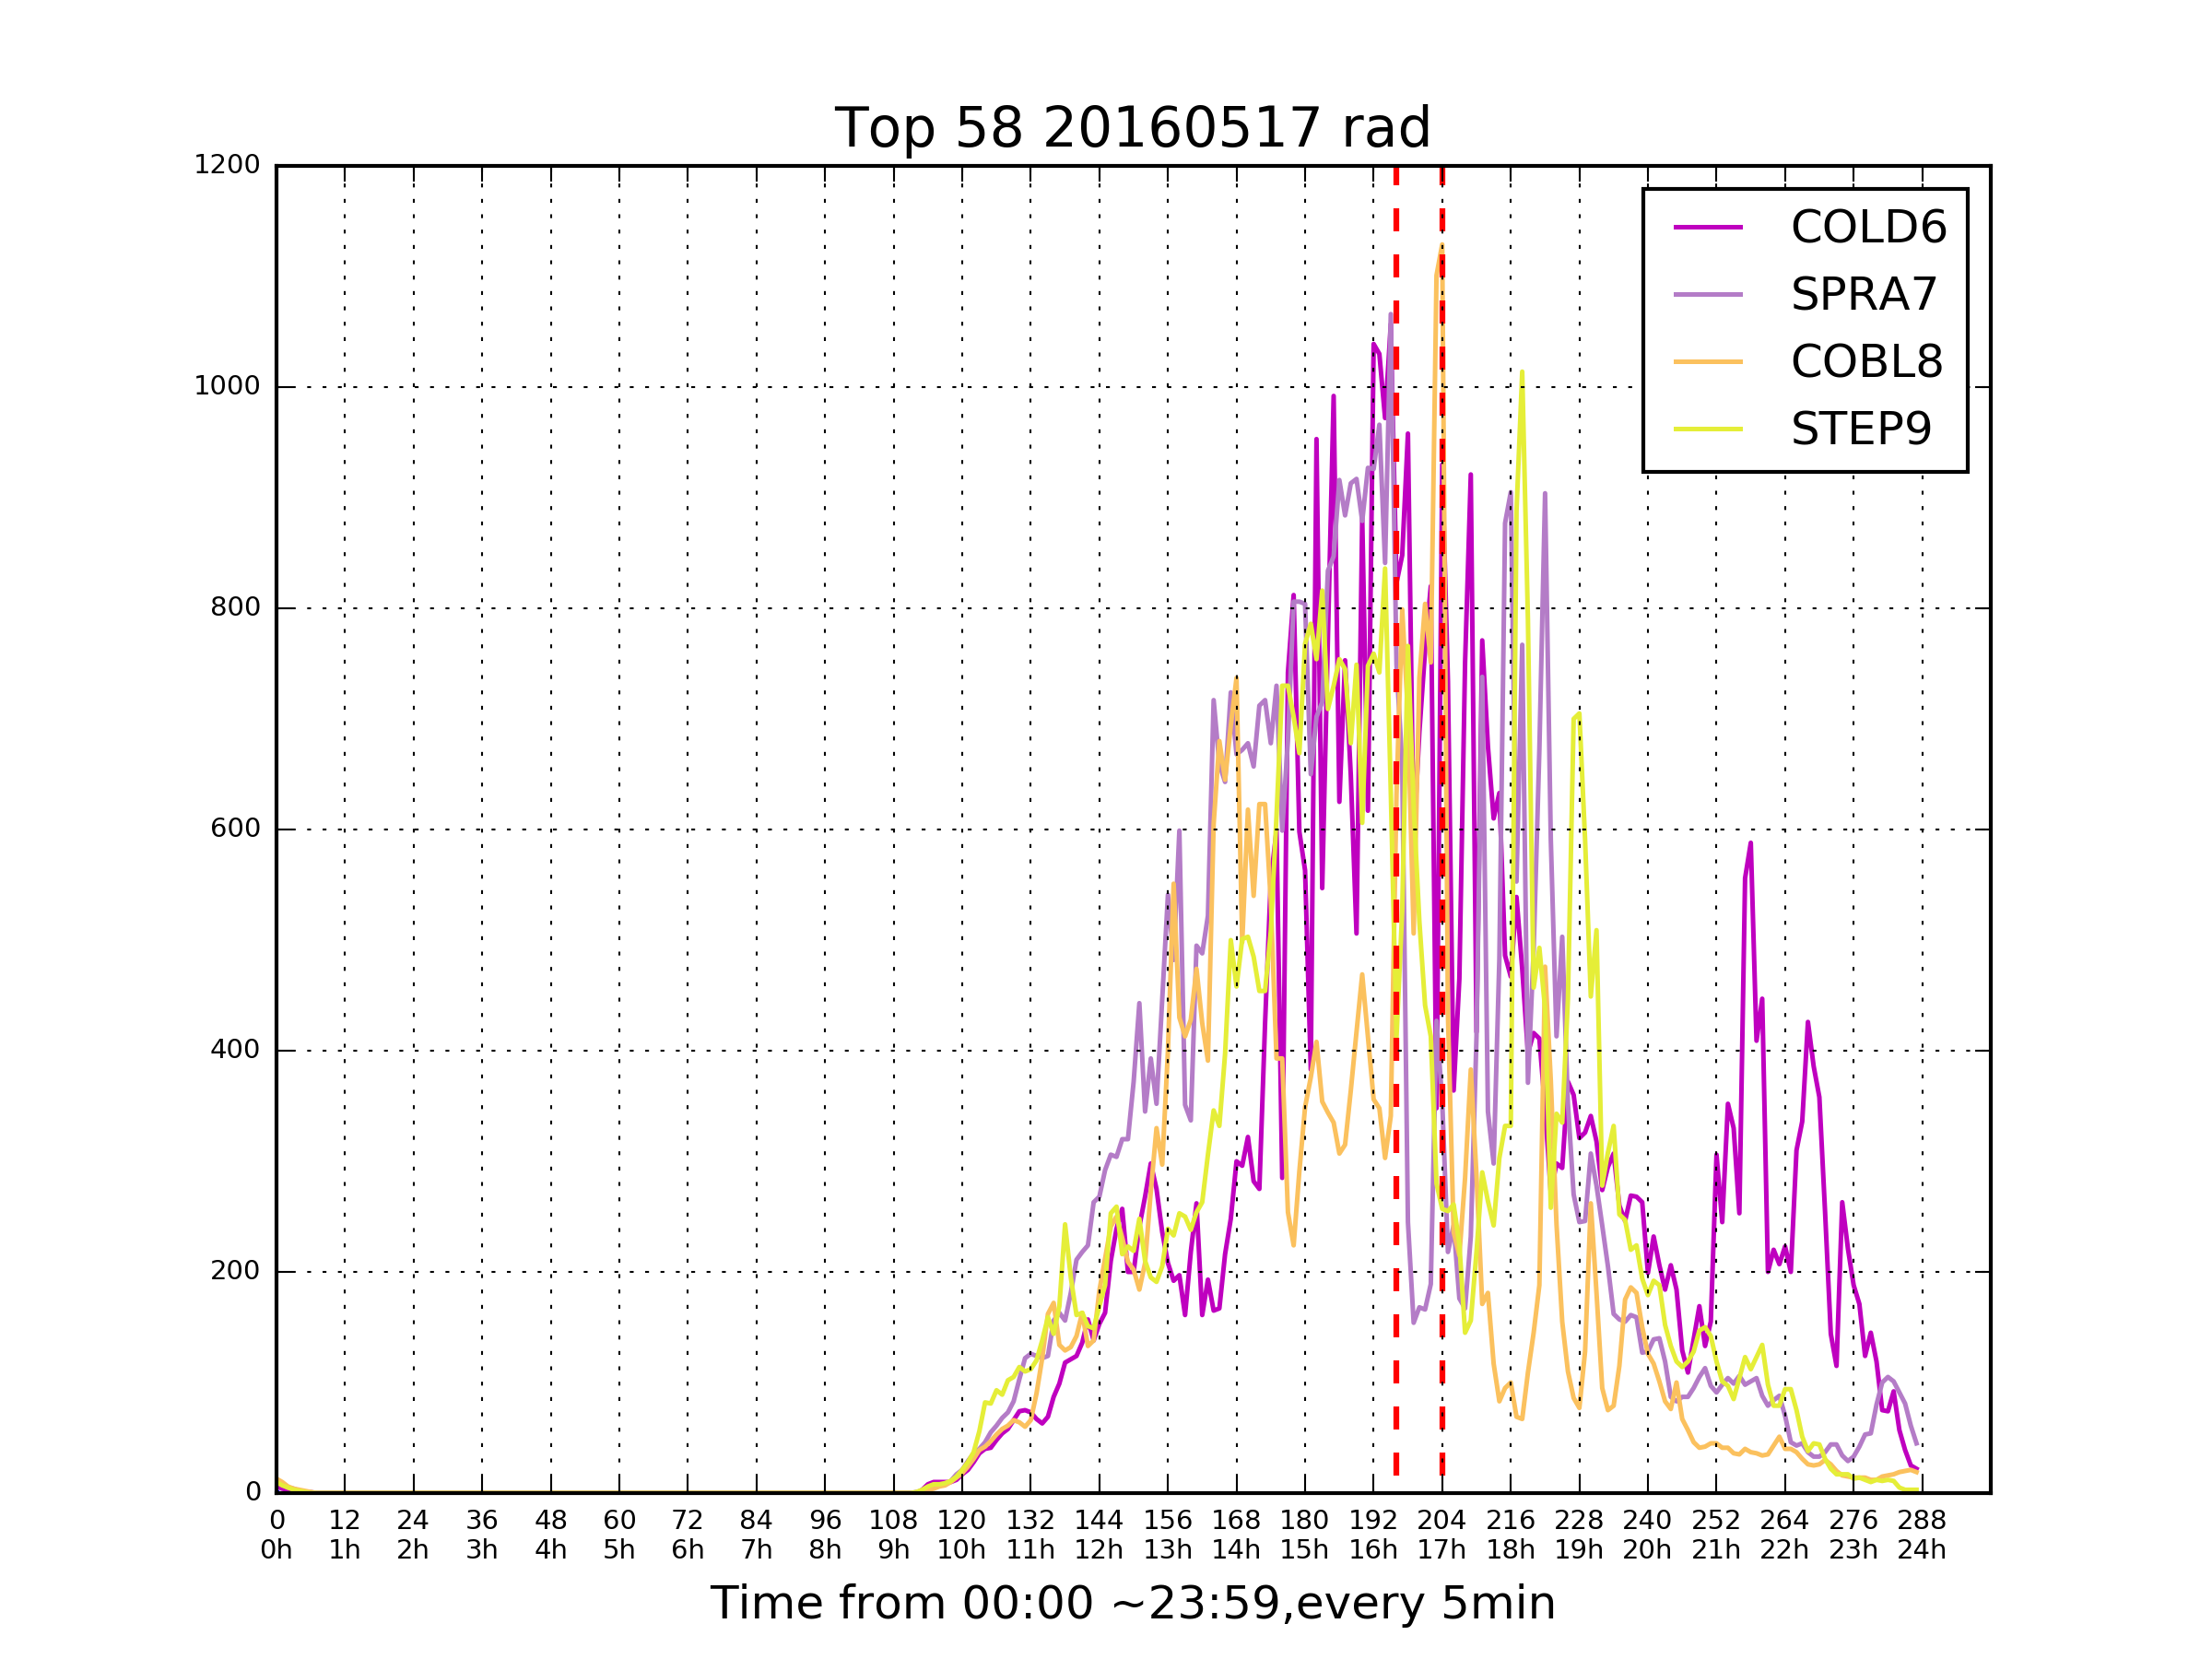 Top 58 20160517 rad
1200
1000
800
600
400
200
0
COLD6
SPRA7
COBL8
STEP9
0 12 24 36 48 60 72 84 96 108 120 132 144 156 168 180 192 204 216 228 240 252 264 276 288
0h 1h 2h 3h 4h 5h 6h 7h 8h 9h 10h 11h 12h 13h 14h 15h 16h 17h 18h 19h 20h 21h 22h 23h 24h
Time from 00:00 ~23:59,every 5min